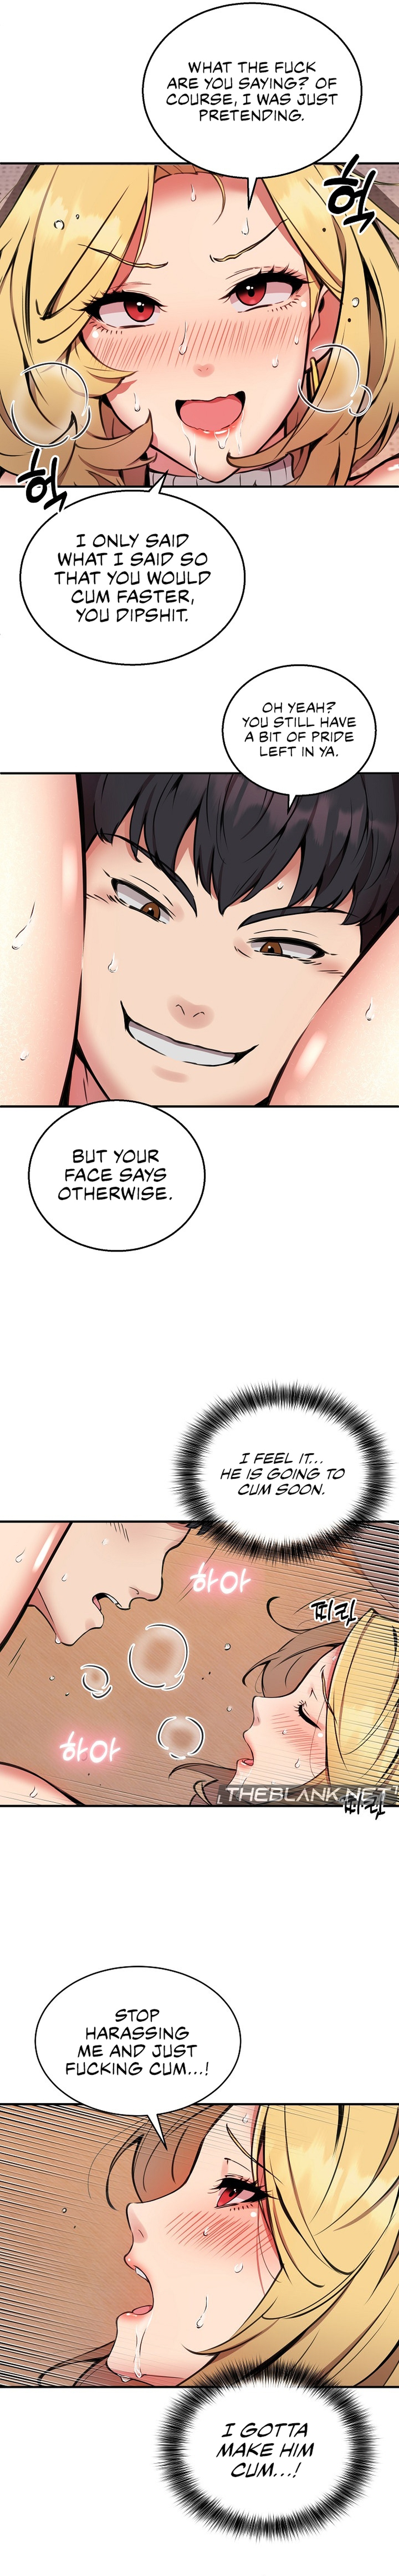 WHAT THE FUCK
ARE YOU SAYING? OF
COURSE, I WAS JUST
PRETENDING.
헉
헉
I ONLY SAID
WHAT I SAID SO
THAT YOU WOULD
CUM FASTER,
YOU DIPSHIT.
OH YEAH?
YOU STILL HAVE
A BIT OF PRIDE
LEFT IN YA.
BUT YOUR
FACE SAYS
OTHERWISE.
I FEEL IT...
HE IS GOING TO
CUM SOON.
하아
찌걱
하아
THEBLANK.NET
찌걱
STOP
HARASSING
ME AND JUST
FUCKING CUM...!
I GOTTA
MAKE HIM
CUM...!